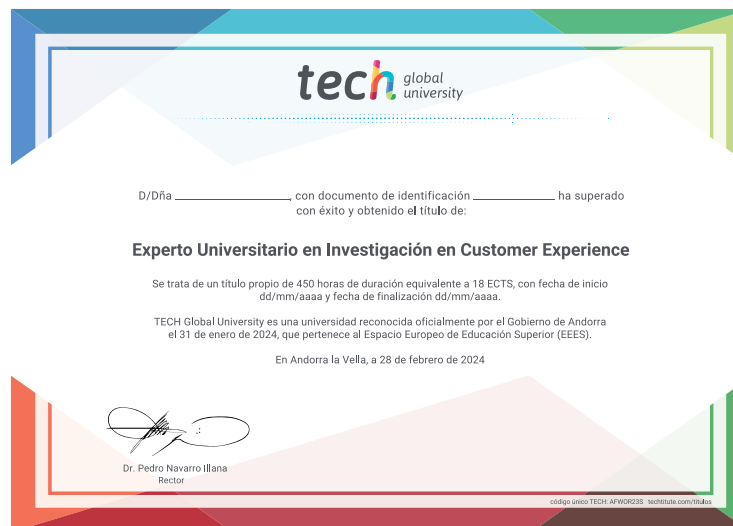 tech global
university
D/Dña ____________________, con documento de identificación ______________ ha superado
con éxito y obtenido el título de:
Experto Universitario en Investigación en Customer Experience
Se trata de un título propio de 450 horas de duración equivalente a 18 ECTS, con fecha de inicio
dd/mm/aaaa y fecha de finalización dd/mm/aaaa.
TECH Global University es una universidad reconocida oficialmente por el Gobierno de Andorra
el 31 de enero de 2024, que pertenece al Espacio Europeo de Educación Superior (EEES).
En Andorra la Vella, a 28 de febrero de 2024
Dr. Pedro Navarro Illana
Rector
código único TECH: AFWOR23S techtitute.com/titulos